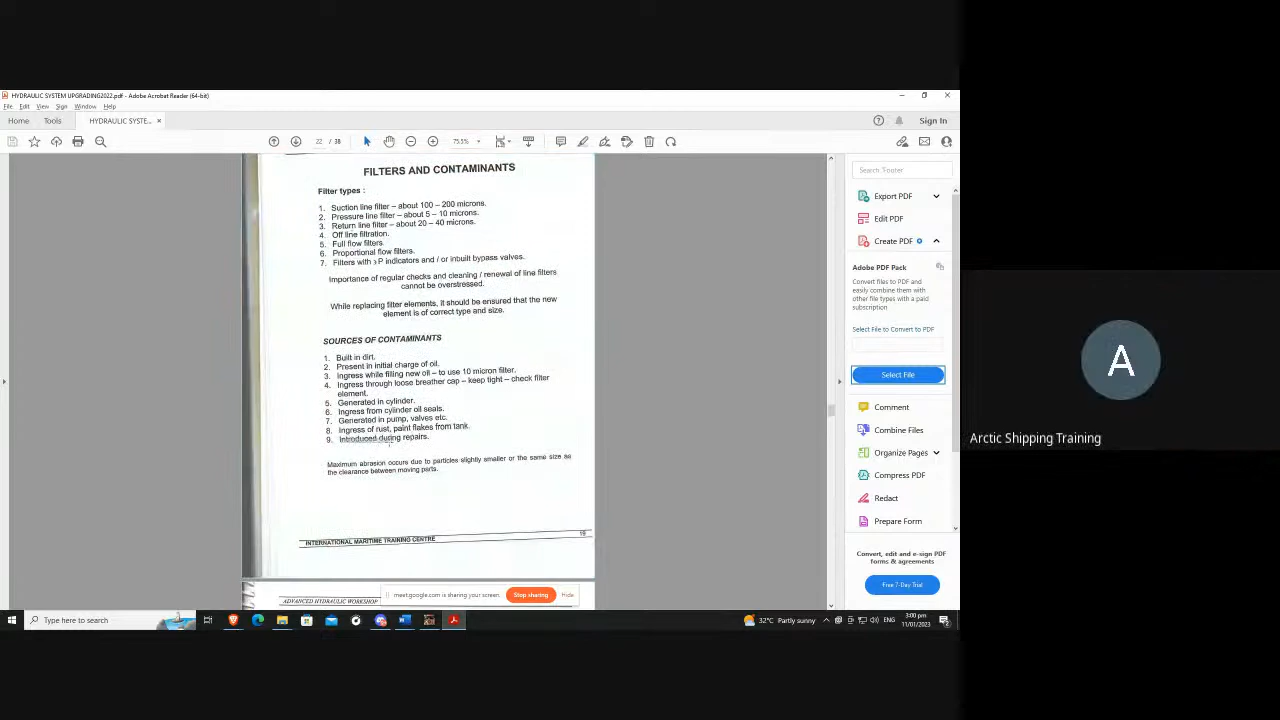 HYDRAULIC SYSTEM UPGRADING2022.pdf - Adobe Acrobat Reader (64-bit)
File Edit View Sign Window Help
Home Tools HYDRAULIC SYSTE... × Sign In
22 / 38 75.5%
FILTERS AND CONTAMINANTS
Filter types :
1. Suction line filter – about 100 – 200 microns.
2. Pressure line filter – about 5 – 10 microns.
3. Return line filter – about 20 – 40 microns.
4. Off line filtration.
5. Full flow filters.
6. Proportional flow filters.
7. Filters with P indicators and / or inbuilt bypass valves.
Importance of regular checks and cleaning / renewal of line filters
cannot be overstressed.
While replacing filter elements, it should be ensured that the new
element is of correct type and size.
SOURCES OF CONTAMINANTS
1. Built in dirt.
2. Present in initial charge of oil.
3. Ingress while filling new oil – to use 10 micron filter.
4. Ingress through loose breather cap – keep tight – check filter
element.
5. Generated in cylinder.
6. Ingress from cylinder oil seals.
7. Generated in pump, valves etc.
8. Ingress of rust, paint flakes from tank.
9. Introduced during repairs.
Maximum abrasion occurs due to particles slightly smaller or the same size as
the clearance between moving parts.
INTERNATIONAL MARITIME TRAINING CENTRE
ADVANCED HYDRAULIC WORKSHOP
meet.google.com is sharing your screen. Stop sharing Hide
Search 'Footer'
Export PDF
Edit PDF
Create PDF
Adobe PDF Pack
Convert files to PDF and
easily combine them with
other file types with a paid
subscription
Select File to Convert to PDF
Select File
Comment
Combine Files
Organize Pages
Compress PDF
Redact
Prepare Form
Convert, edit and e-sign PDF
forms & agreements
Free 7-Day Trial
Type here to search
32°C Partly sunny ENG 3:00 pm
11/01/2023
A
Arctic Shipping Training